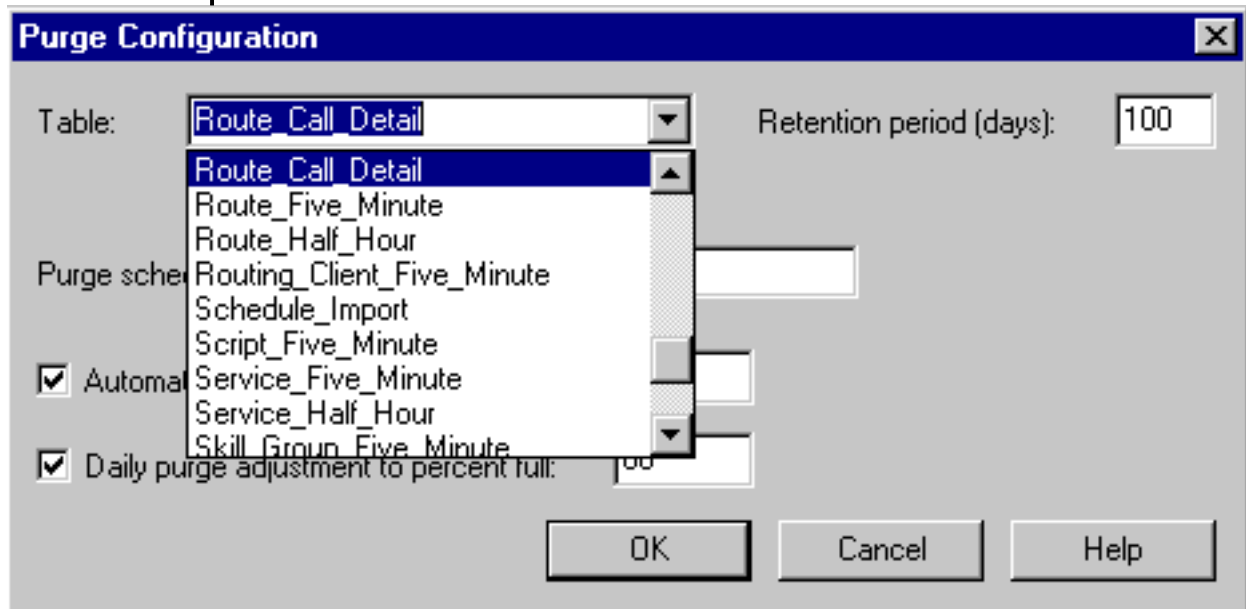 Purge Configuration
Table: Route_Call_Detail Retention period (days): 100
Route_Call_Detail
Route_Five_Minute
Route_Half_Hour
Purge sche Routing_Client_Five_Minute
Schedule_Import
Script_Five_Minute
Automa Service_Five_Minute
Service_Half_Hour
Skill_Group_Five_Minute
Daily purge adjustment to percent full:
OK Cancel Help